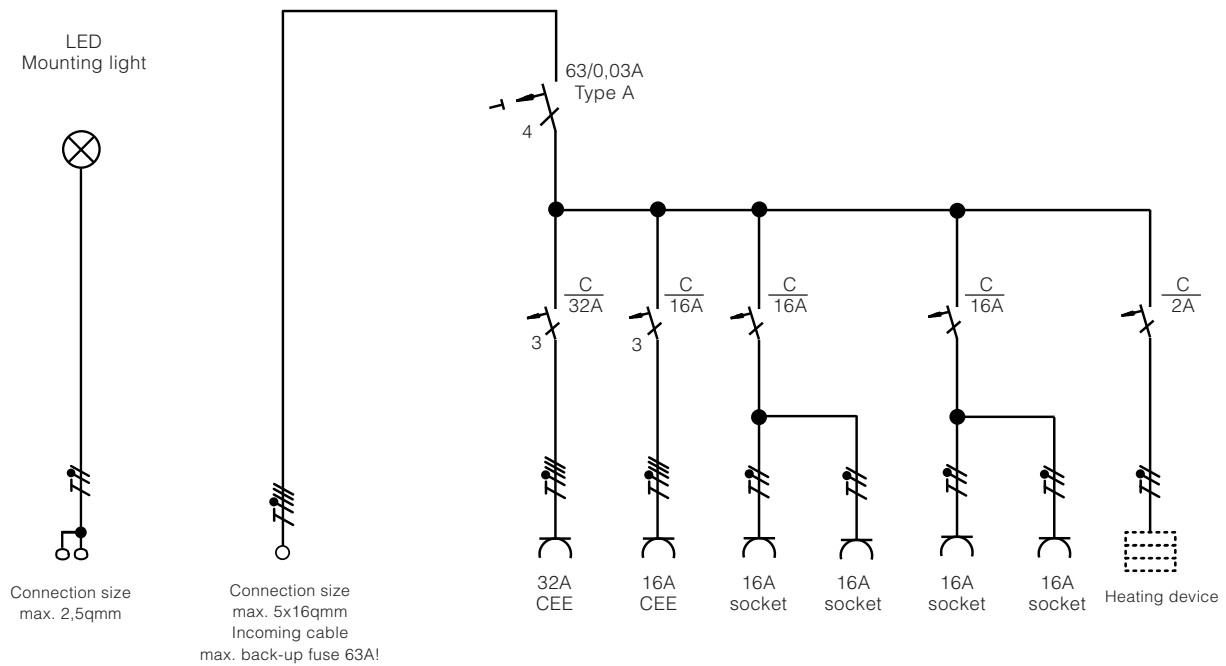 LED
Mounting light
63/0,03A
Type A
4
C
32A
3
C
16A
3
C
16A
C
16A
C
2A
Connection size
max. 2,5qmm
Connection size
max. 5x16qmm
Incoming cable
max. back-up fuse 63A!
32A
CEE
16A
CEE
16A
socket
16A
socket
16A
socket
16A
socket
Heating device